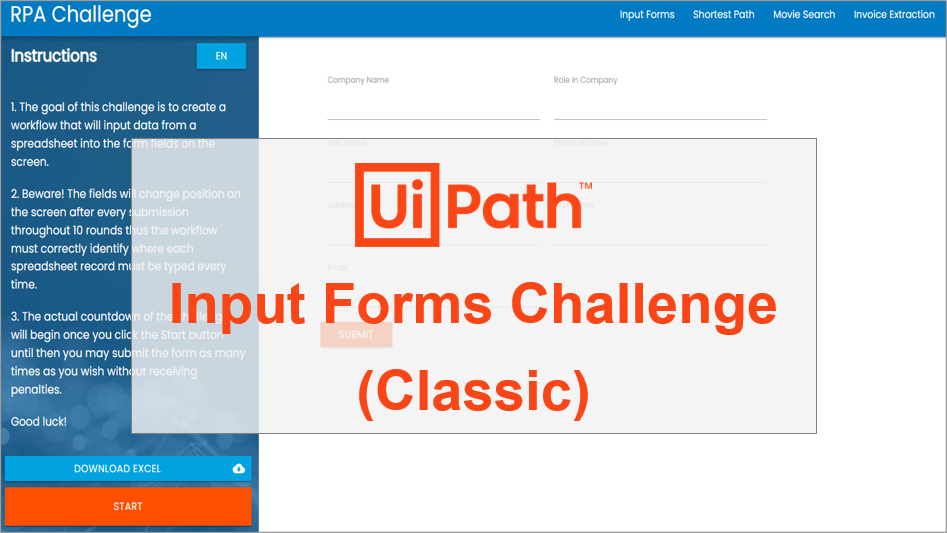 RPA Challenge
Input Forms Shortest Path Movie Search Invoice Extraction
Instructions
EN
1. The goal of this challenge is to create a
workflow that will input data from a
spreadsheet into the form fields on the
screen.
2. Beware! The fields will change position on
the screen after every submission
throughout 10 rounds thus the workflow
must correctly identify where each
spreadsheet record must be typed every
time.
3. The actual countdown of the challenge
will begin once you click the Start button
until then you may submit the form as many
times as you wish without receiving
penalties.
Good luck!
DOWNLOAD EXCEL
START
Company Name
Role in Company
Last Name
Phone Number
Address
Email
SUBMIT
UiPath™
Input Forms Challenge
(Classic)